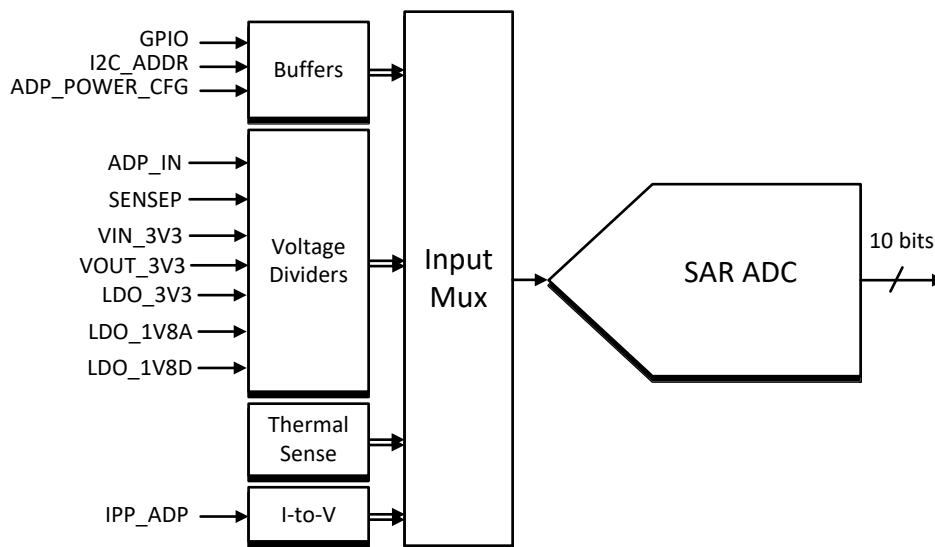 GPIO
I2C_ADDR
ADP_POWER_CFG
Buffers
ADP_IN
SENSEP
VIN_3V3
VOUT_3V3
LDO_3V3
LDO_1V8A
LDO_1V8D
Voltage
Dividers
Thermal
Sense
IPP_ADP
I-to-V
Input
Mux
SAR ADC
10 bits